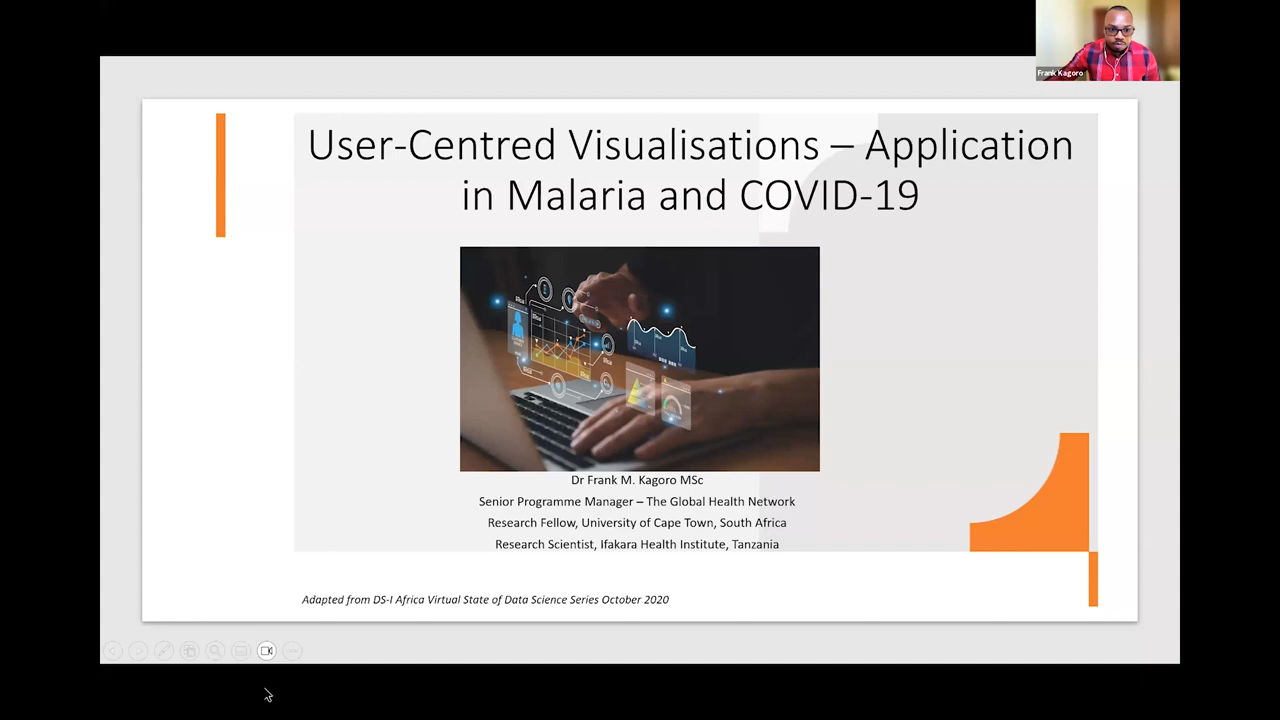 Frank Kagoro
User-Centred Visualisations – Application
in Malaria and COVID-19
Dr Frank M. Kagoro MSc
Senior Programme Manager – The Global Health Network
Research Fellow, University of Cape Town, South Africa
Research Scientist, Ifakara Health Institute, Tanzania
Adapted from DS-I Africa Virtual State of Data Science Series October 2020